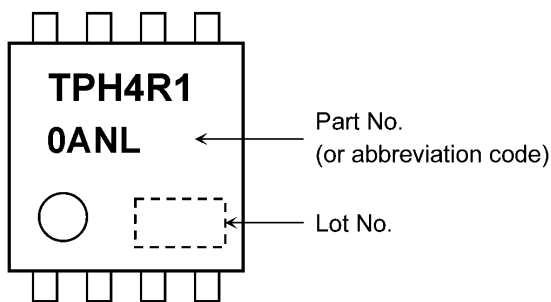 TPH4R1
0ANL
Part No.
(or abbreviation code)
Lot No.